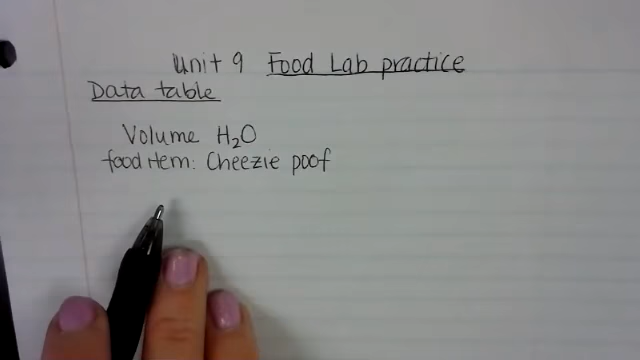 Unit 9 Food Lab practice
Data table
Volume H₂O
food item: Cheezie poof